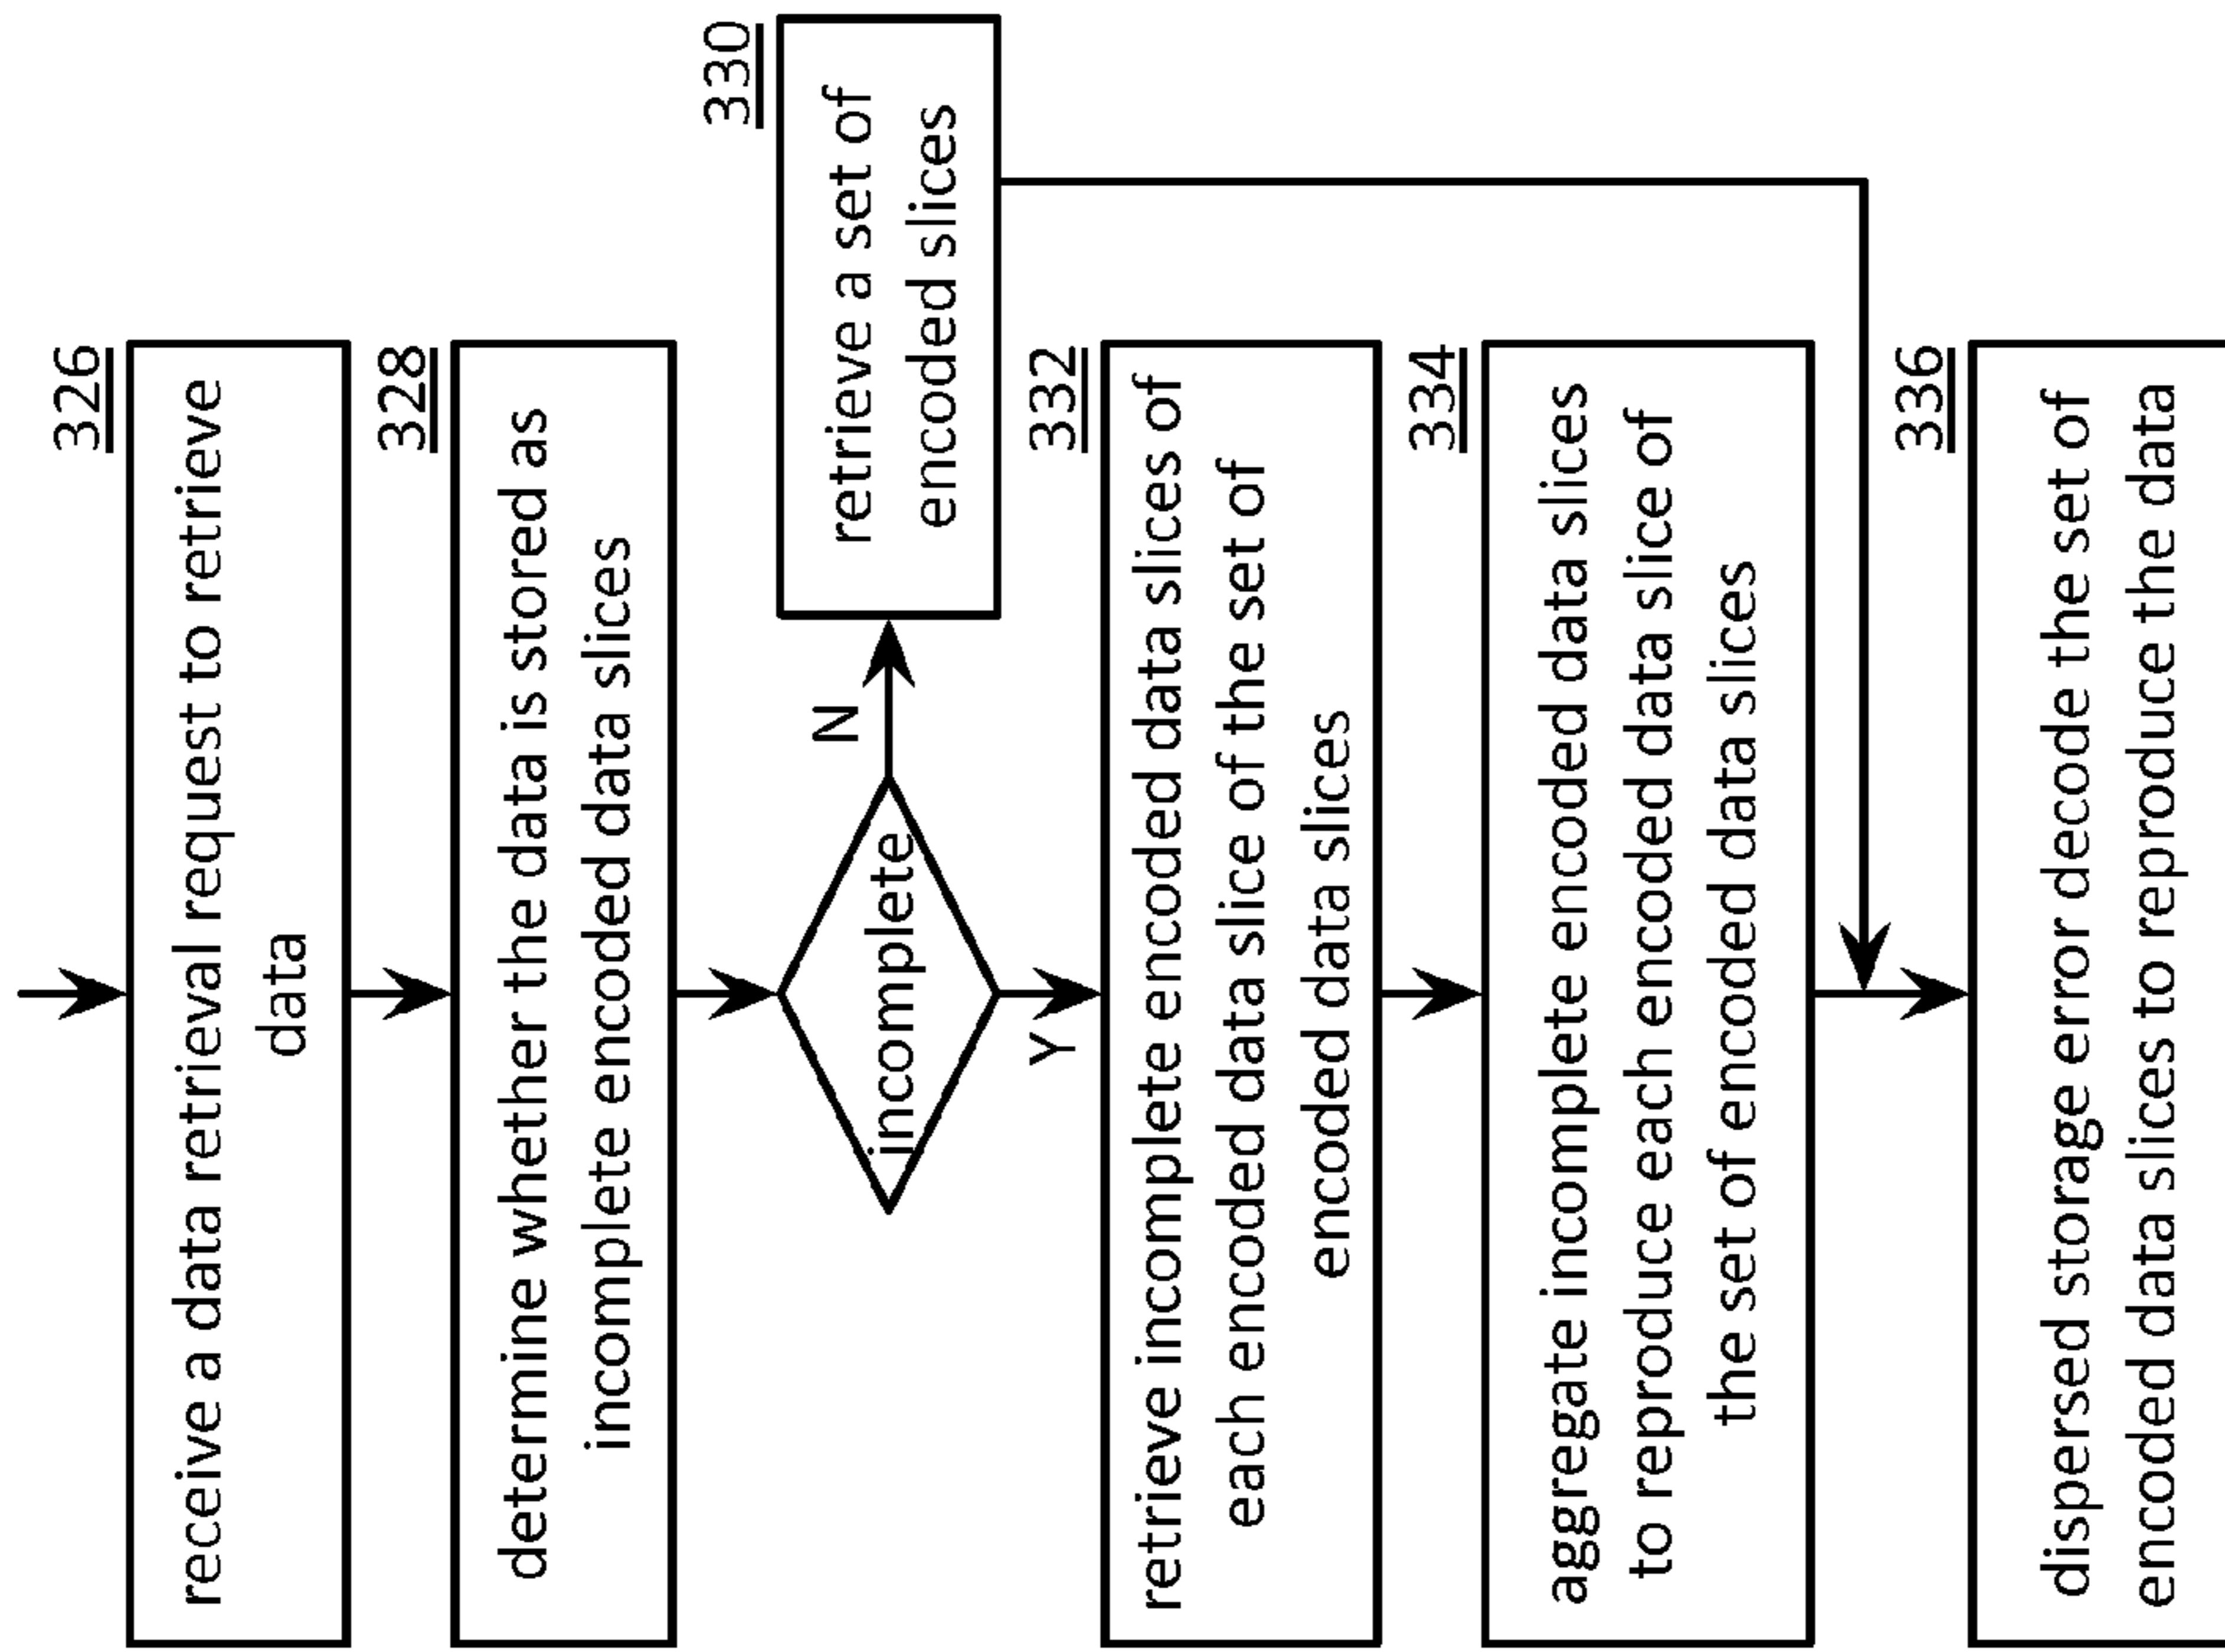 326
receive a data retrieval request to retrieve
data
328
determine whether the data is stored as
incomplete encoded data slices
incomplete
N
330
retrieve a set of
encoded slices
Y
332
retrieve incomplete encoded data slices of
each encoded data slice of the set of
encoded data slices
334
aggregate incomplete encoded data slices
to reproduce each encoded data slice of
the set of encoded data slices
336
dispersed storage error decode the set of
encoded data slices to reproduce the data